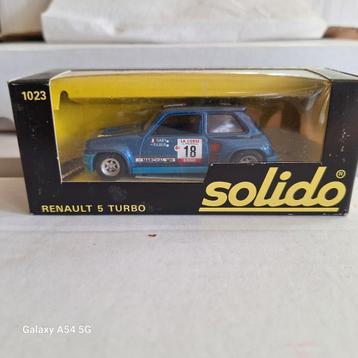 1023
18
RENAULT 5 TURBO
solido®
Galaxy A54 5G